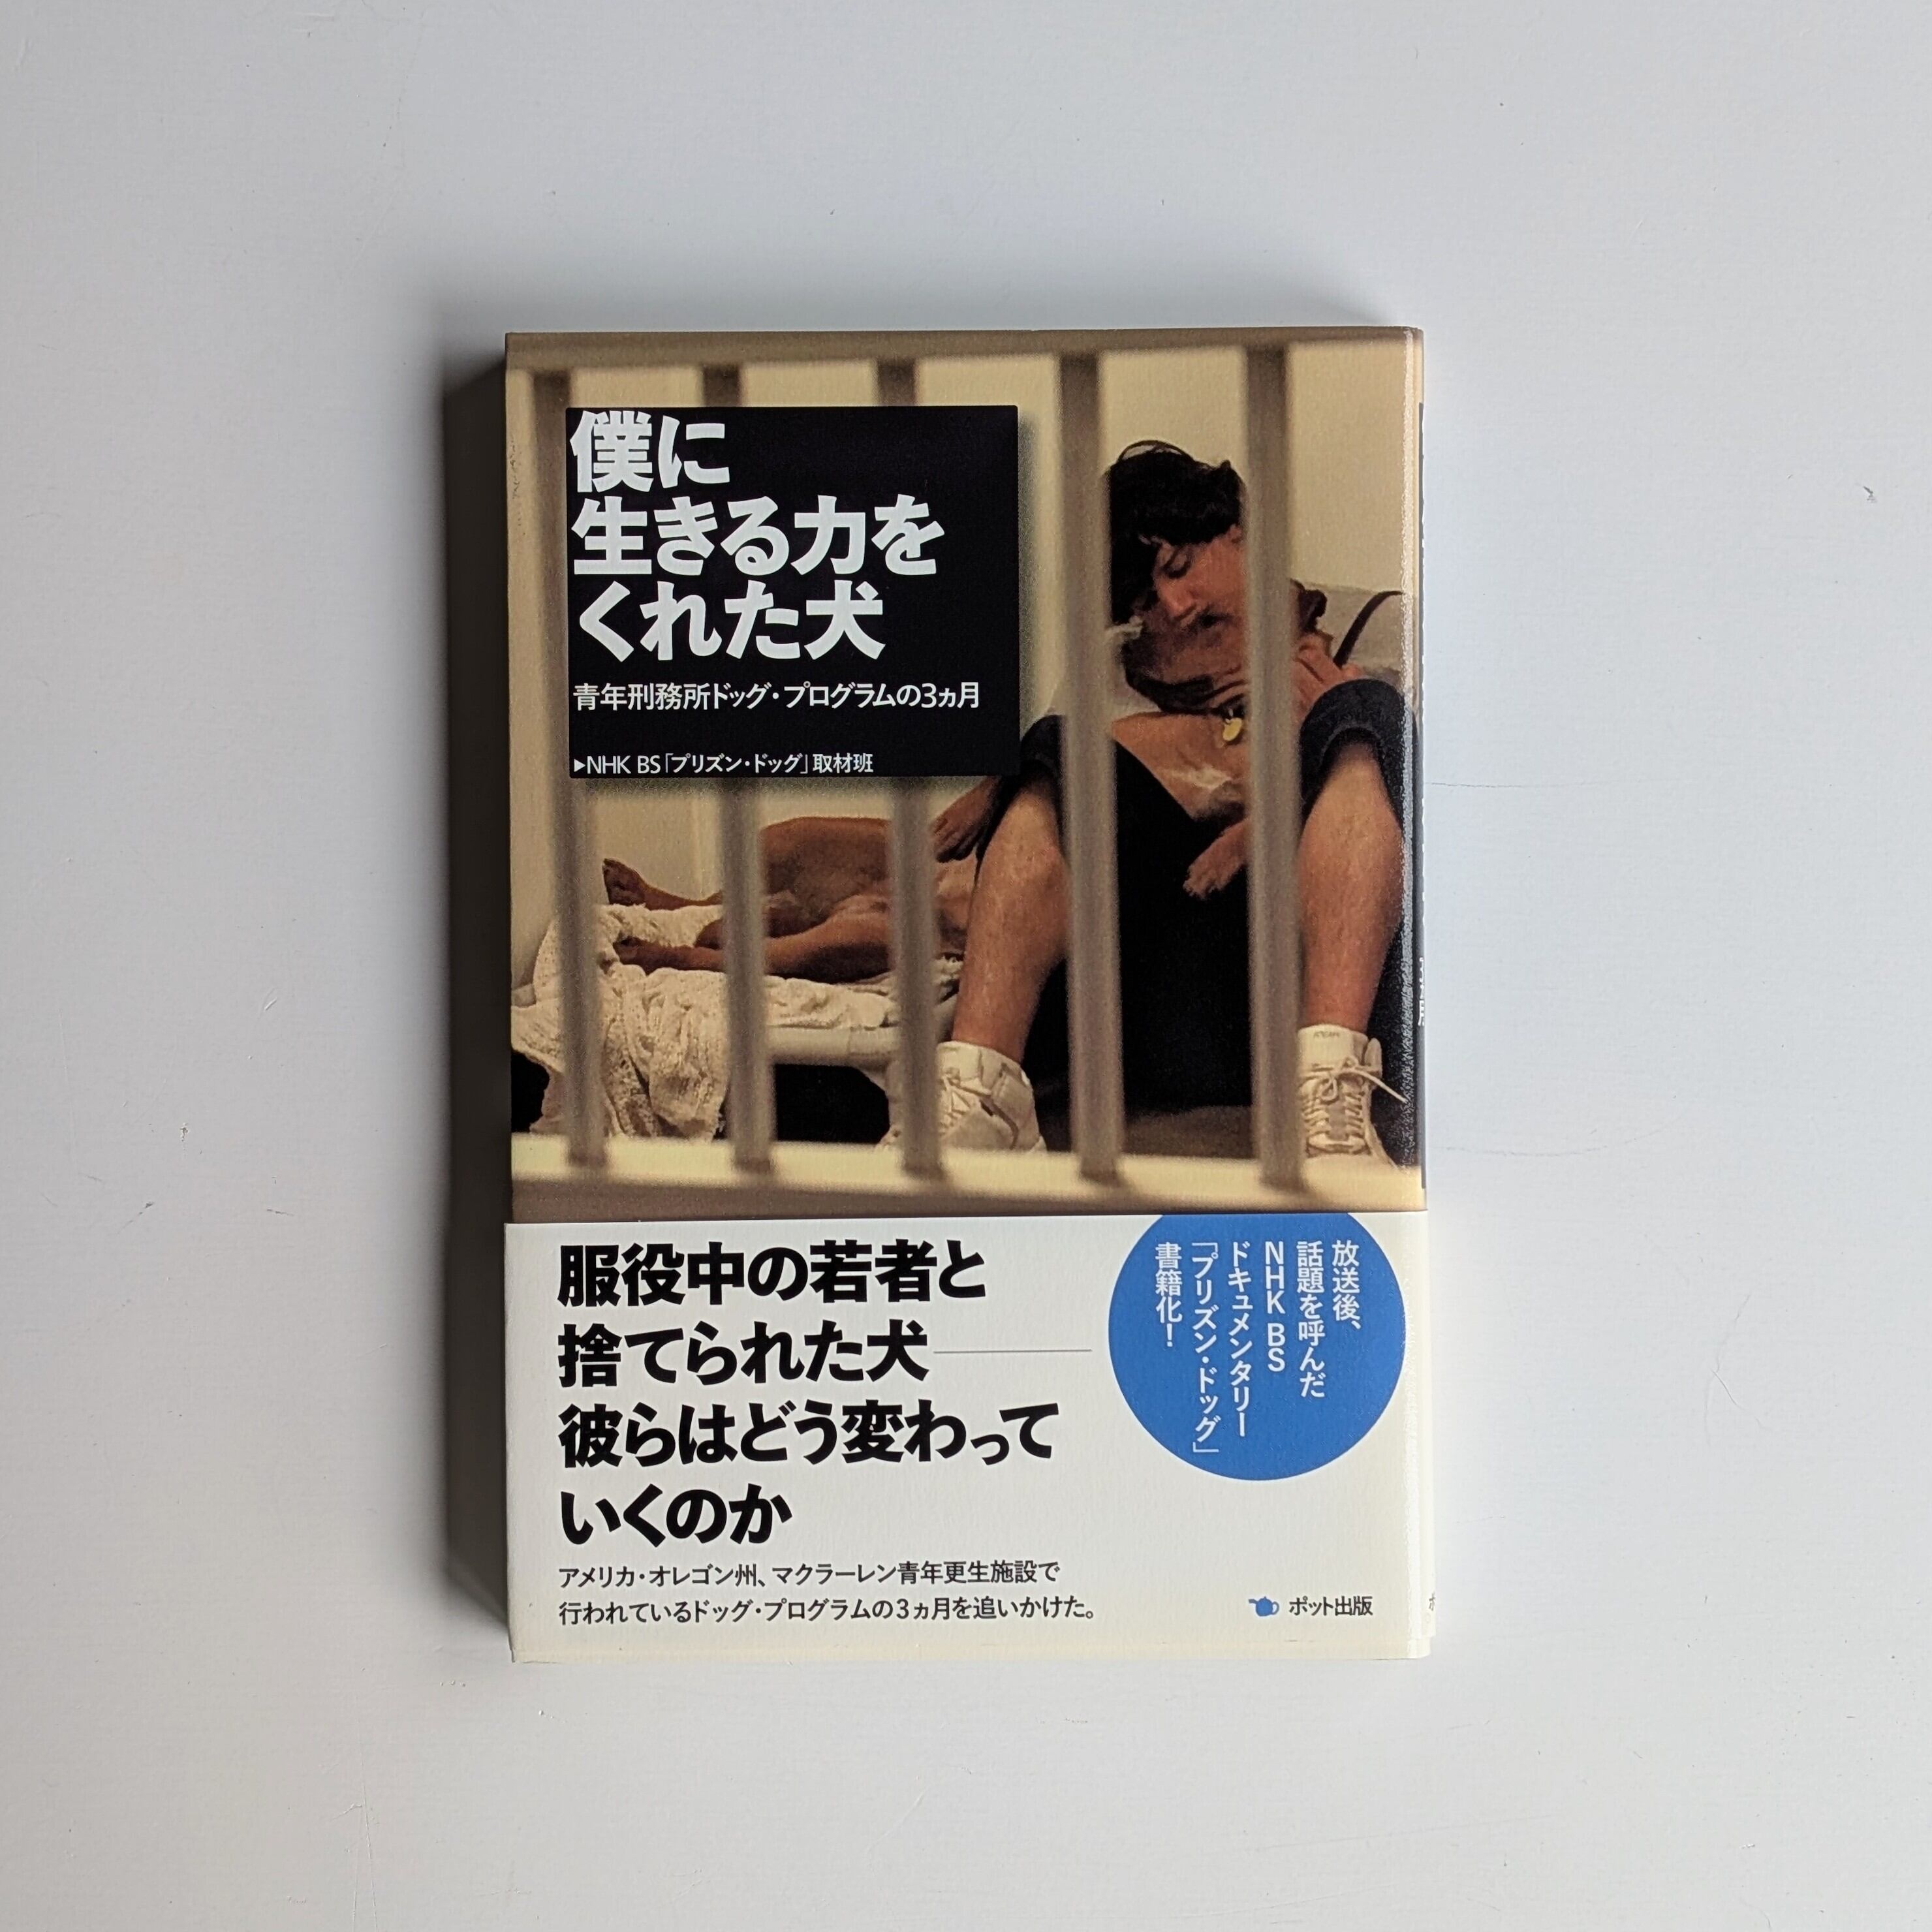 僕に
生きる力を
くれた犬
青年刑務所ドッグ・プログラムの3ヵ月
▶NHK BS「プリズン・ドッグ」取材班
服役中の若者と
捨てられた犬――
彼らはどう変わって
いくのか
放送後、
話題を呼んだ
NHK BS
ドキュメンタリー
「プリズン・ドッグ」
書籍化!
アメリカ・オレゴン州、マクラーレン青年更生施設で
行われているドッグ・プログラムの3ヵ月を追いかけた。
ポット出版